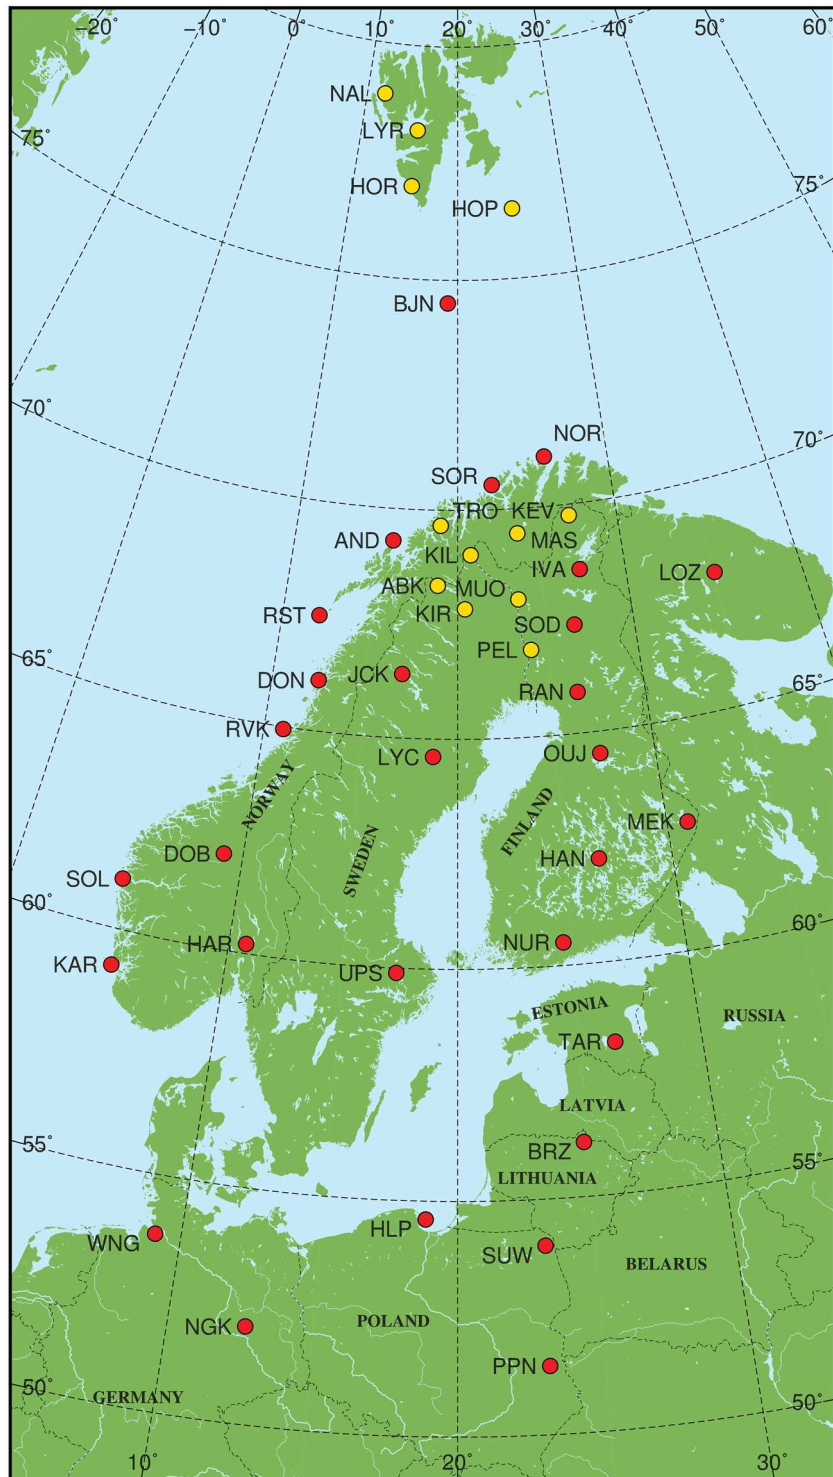 −20° −10° 0° 10° 20° 30° 40° 50° 60°
NAL
LYR
75°
75°
HOR
HOP
BJN
70°
NOR
70°
SOR
TRO KEV
AND
MAS
KIL
IVA
LOZ
ABK MUO
KIR
RST
SOD
PEL
65°
JCK
DON
65°
RAN
RVK
OUJ
LYC
NORWAY
FINLAND
MEK
DOB
SWEDEN
HAN
SOL
60°
60°
HAR
NUR
KAR
UPS
ESTONIA
RUSSIA
TAR
LATVIA
55°
BRZ
55°
LITHUANIA
HLP
WNG
SUW
BELARUS
POLAND
NGK
PPN
50°
GERMANY
50°
10° 20° 30°